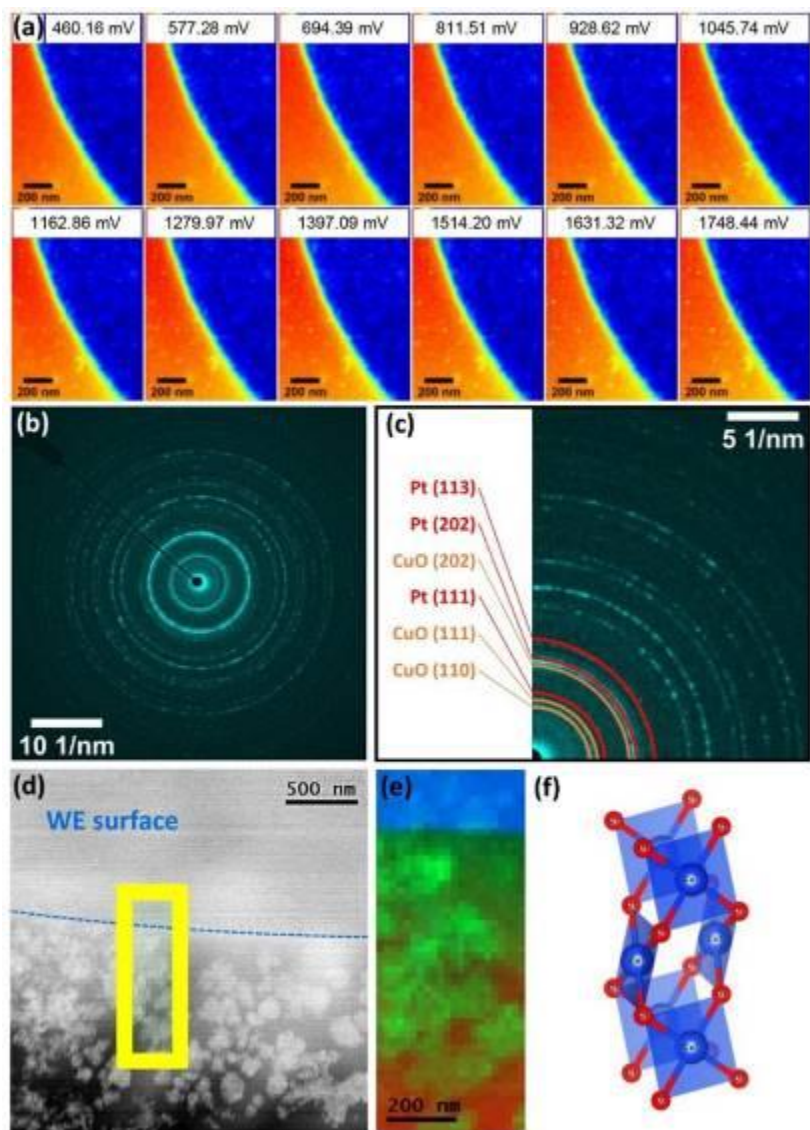 (a) 460.16 mV 577.28 mV 694.39 mV 811.51 mV 928.62 mV 1045.74 mV
200 nm 200 nm 200 nm 200 nm 200 nm 200 nm
1162.86 mV 1279.97 mV 1397.09 mV 1514.20 mV 1631.32 mV 1748.44 mV
200 nm 200 nm 200 nm 200 nm 200 nm 200 nm
(b)
10 1/nm
(c)
5 1/nm
Pt (113)
Pt (202)
CuO (202)
Pt (111)
CuO (111)
CuO (110)
(d)
500 nm
WE surface
(e)
200 nm
(f)